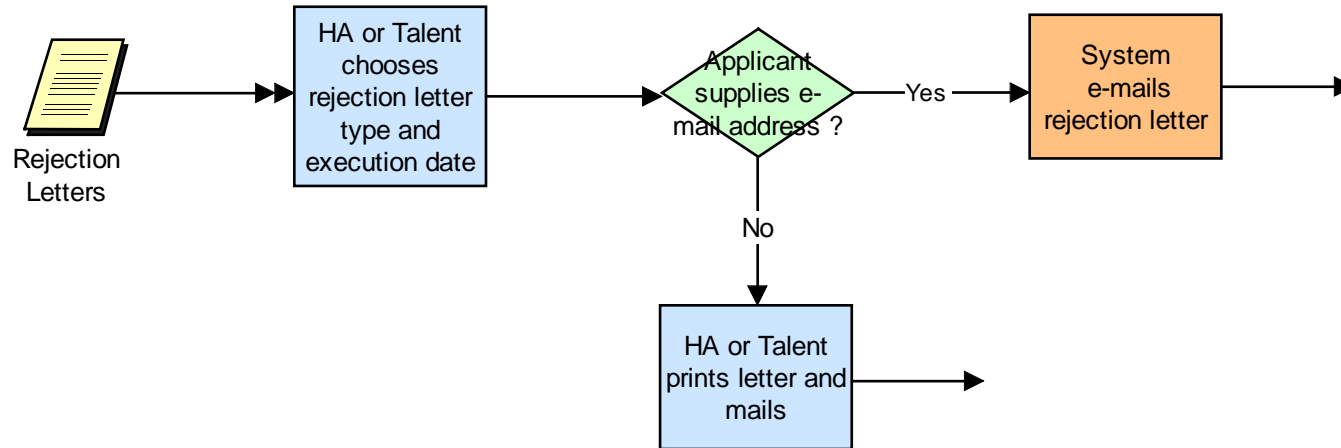 Rejection
Letters
HA or Talent
chooses
rejection letter
type and
execution date
Applicant
supplies e-
mail address ?
Yes
System
e-mails
rejection letter
No
HA or Talent
prints letter and
mails